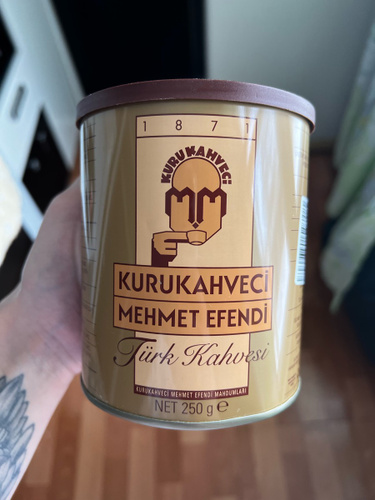 1871
KURUKAHVECİ
KURUKAHVECİ
MEHMET EFENDİ
Türk Kahvesi
KURUKAHVECİ MEHMET EFENDİ MAHDUMLARI
NET 250 g ℮